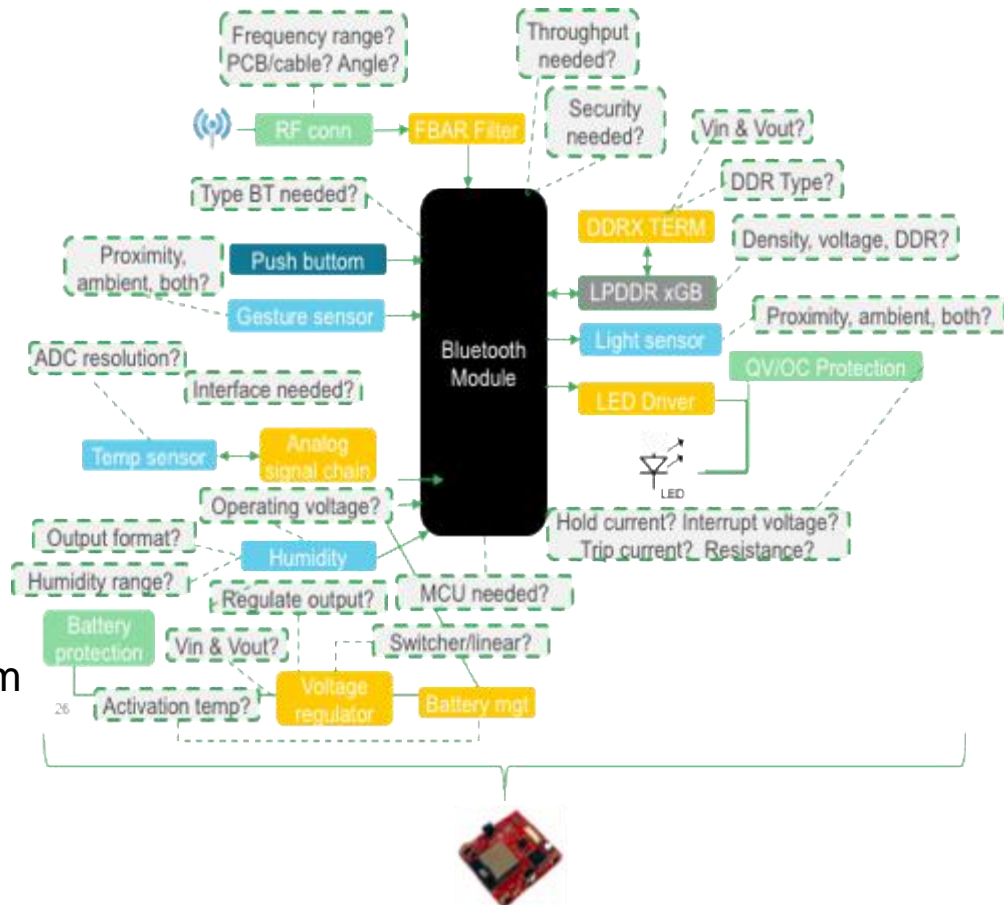 Frequency range?
PCB/cable? Angle?
Throughput
needed?
Security
needed?
RF conn
FBAR Filter
Vin & Vout?
DDR Type?
Type BT needed?
DDRX TERM
Density, voltage, DDR?
Proximity,
ambient, both?
Push buttom
LPDDR xGB
Gesture sensor
Proximity, ambient, both?
Light sensor
Bluetooth
Module
ADC resolution?
QV/OC Protection
Interface needed?
LED Driver
Temp sensor
Analog
signal chain
LED
Operating voltage?
Hold current? Interrupt voltage?
Trip current? Resistance?
Output format?
Humidity
Humidity range?
Regulate output?
MCU needed?
Battery
protection
Vin & Vout?
Switcher/linear?
m
Voltage
regulator
Battery mgt
26
Activation temp?